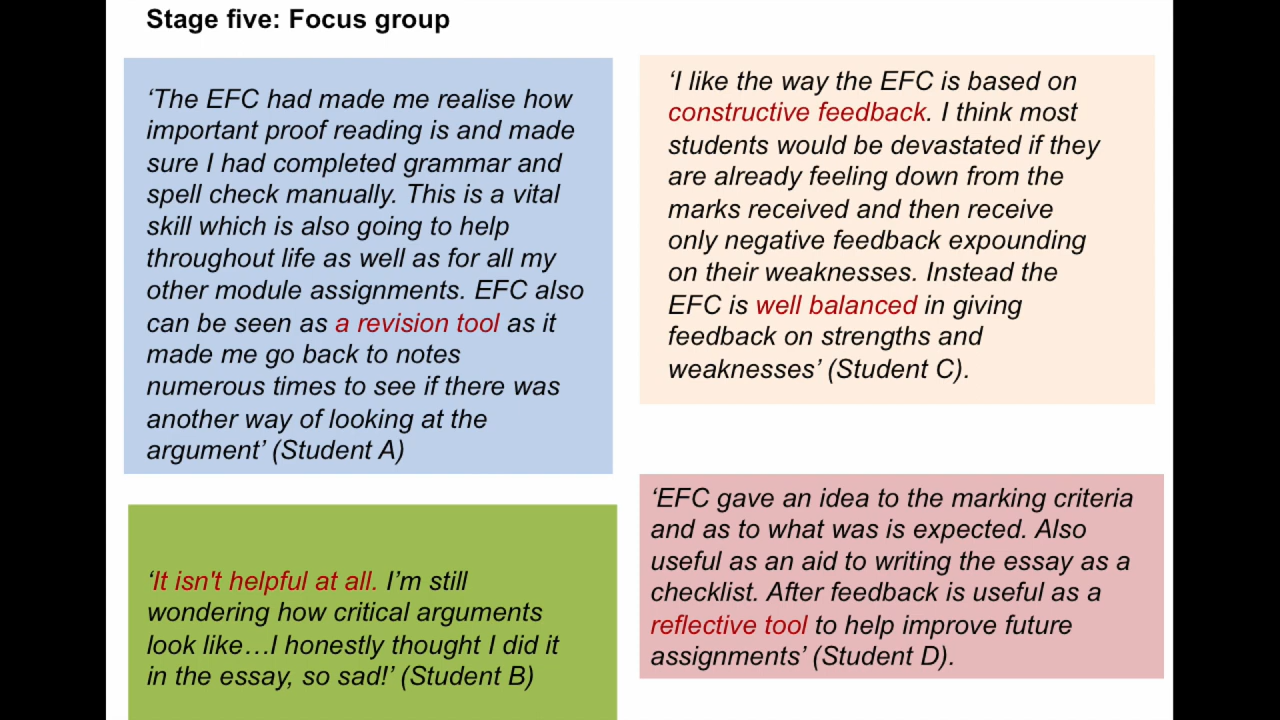 Stage five: Focus group
‘The EFC had made me realise how
important proof reading is and made
sure I had completed grammar and
spell check manually. This is a vital
skill which is also going to help
throughout life as well as for all my
other module assignments. EFC also
can be seen as a revision tool as it
made me go back to notes
numerous times to see if there was
another way of looking at the
argument’ (Student A)
‘It isn't helpful at all. I’m still
wondering how critical arguments
look like…I honestly thought I did it
in the essay, so sad!’ (Student B)
‘I like the way the EFC is based on
constructive feedback. I think most
students would be devastated if they
are already feeling down from the
marks received and then receive
only negative feedback expounding
on their weaknesses. Instead the
EFC is well balanced in giving
feedback on strengths and
weaknesses’ (Student C).
‘EFC gave an idea to the marking criteria
and as to what was is expected. Also
useful as an aid to writing the essay as a
checklist. After feedback is useful as a
reflective tool to help improve future
assignments’ (Student D).